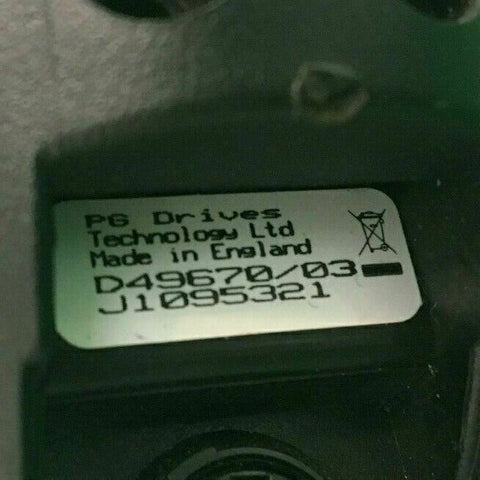 PG Drives
Technology Ltd
Made in England
D49670/03
J1095321